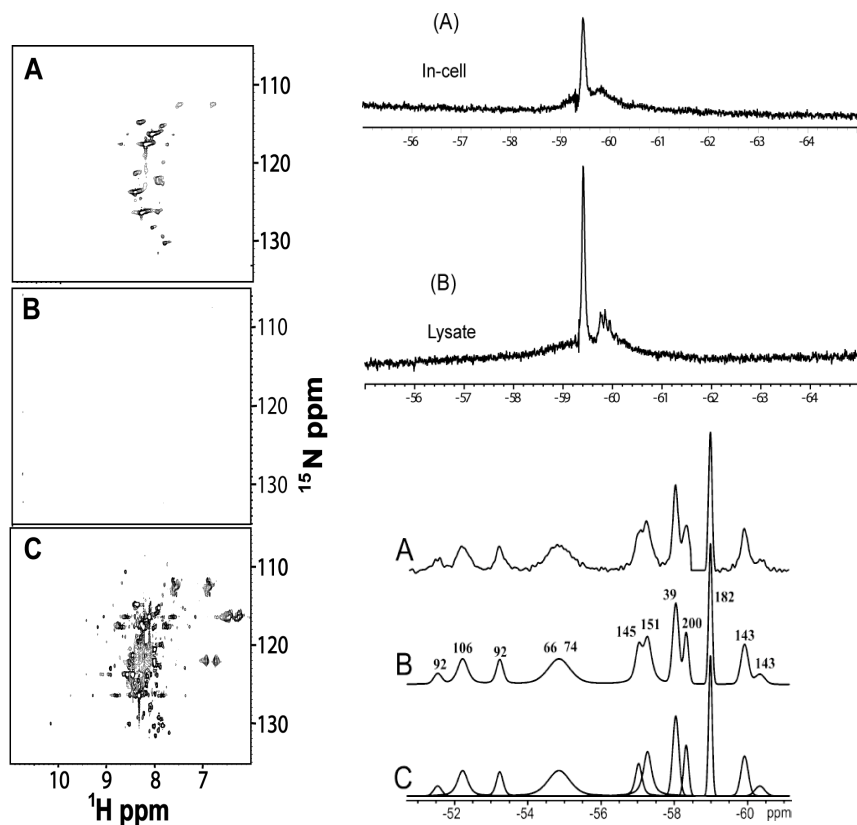 A
110
120
130
B
110
120
130
C
110
120
130
10 9 8 7
¹H ppm
¹⁵N ppm
(A)
In-cell
-56 -57 -58 -59 -60 -61 -62 -63 -64
(B)
Lysate
-56 -57 -58 -59 -60 -61 -62 -63 -64
A
B
92 106 92 66 74 145 151 39 200 182 143 143
C
-52 -54 -56 -58 -60 ppm